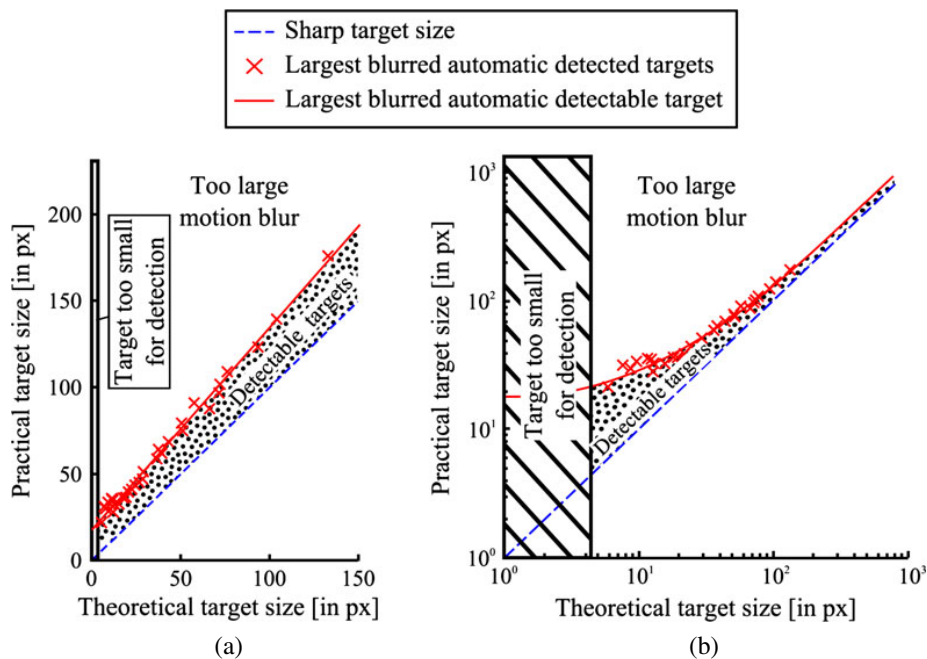 Sharp target size
Largest blurred automatic detected targets
Largest blurred automatic detectable target
Too large
motion blur
200
150
100
50
0
Practical target size [in px]
Target too small
for detection
Detectable targets
0
50
100
150
Theoretical target size [in px]
(a)
Too large
motion blur
10³
10²
10¹
10⁰
Practical target size [in px]
Target too small
for detection
Detectable targets
10⁰
10¹
10²
10³
Theoretical target size [in px]
(b)